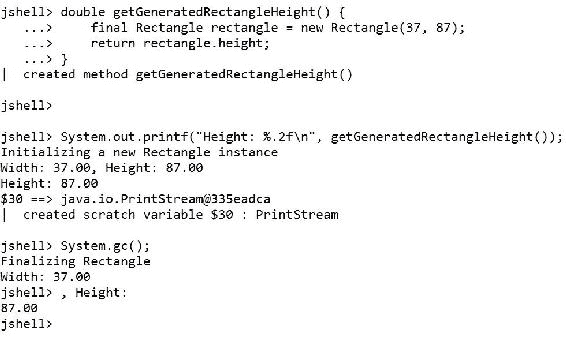 jshell> double getGeneratedRectangleHeight() {
   ...>     final Rectangle rectangle = new Rectangle(37, 87);
   ...>     return rectangle.height;
   ...> }
|  created method getGeneratedRectangleHeight()
jshell>
jshell> System.out.printf("Height: %.2f\n", getGeneratedRectangleHeight());
Initializing a new Rectangle instance
Width: 37.00, Height: 87.00
Height: 87.00
$30 ==> java.io.PrintStream@335eadca
|  created scratch variable $30 : PrintStream
jshell> System.gc();
Finalizing Rectangle
Width: 37.00
jshell> , Height:
87.00
jshell>